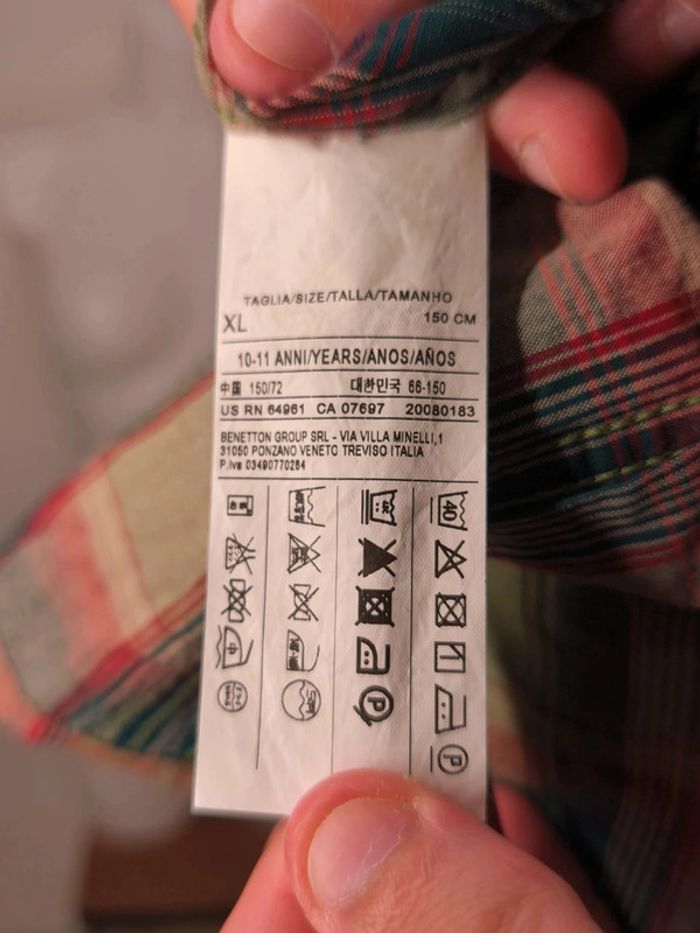 TAGLIA/SIZE/TALLA/TAMANHO
XL 150 CM
10-11 ANNI/YEARS/ANOS/AÑOS
中国 150/72 대한민국 66-150
US RN 64961 CA 07697 20080183
BENETTON GROUP SRL - VIA VILLA MINELLI,1
31050 PONZANO VENETO TREVISO ITALIA
P.iva 03490770264
40
P
P